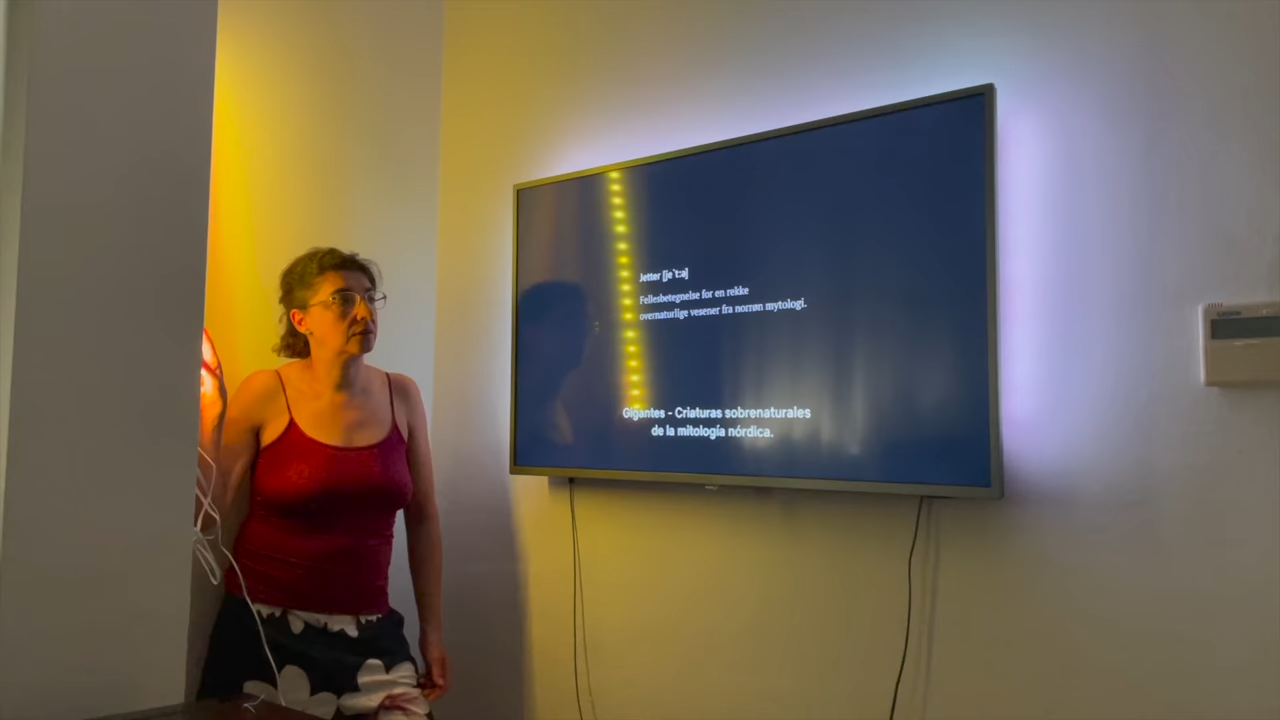 Jetter [je`t:ə]
Fellesbetegnelse for en rekke
overnaturlige vesener fra norrøn mytologi.
Gigantes - Criaturas sobrenaturales
de la mitología nórdica.